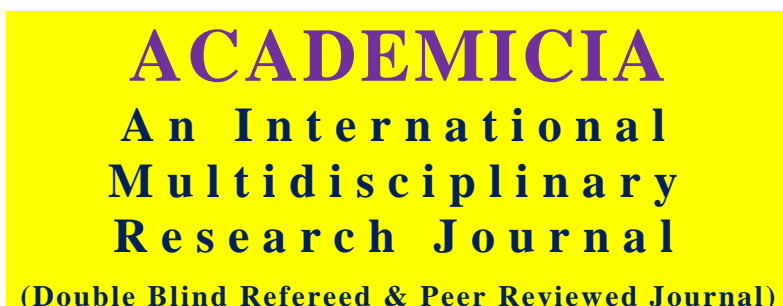 ACADEMICIA
An International
Multidisciplinary
Research Journal
(Double Blind Refereed & Peer Reviewed Journal)